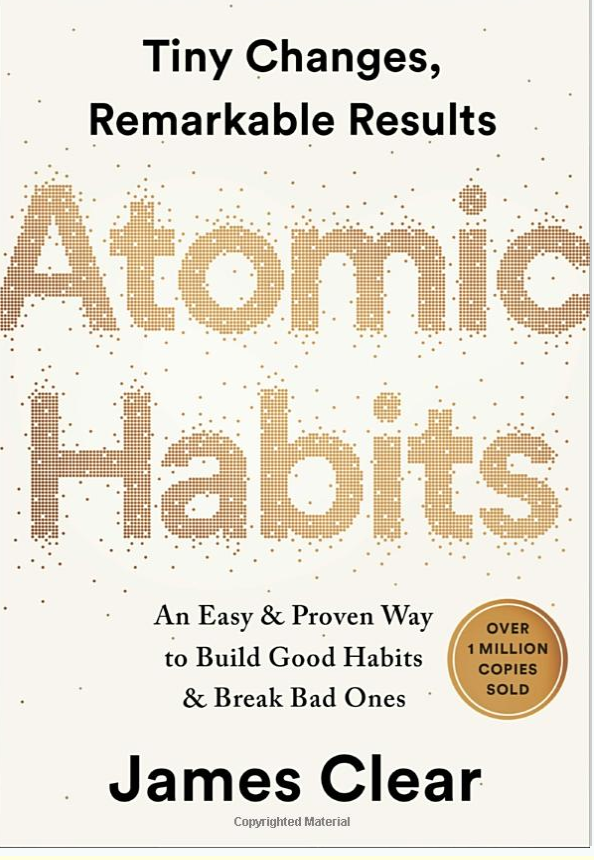 Tiny Changes,
Remarkable Results
Atomic
Habits
An Easy & Proven Way
to Build Good Habits
& Break Bad Ones
OVER
1 MILLION
COPIES
SOLD
James Clear
Copyrighted Material